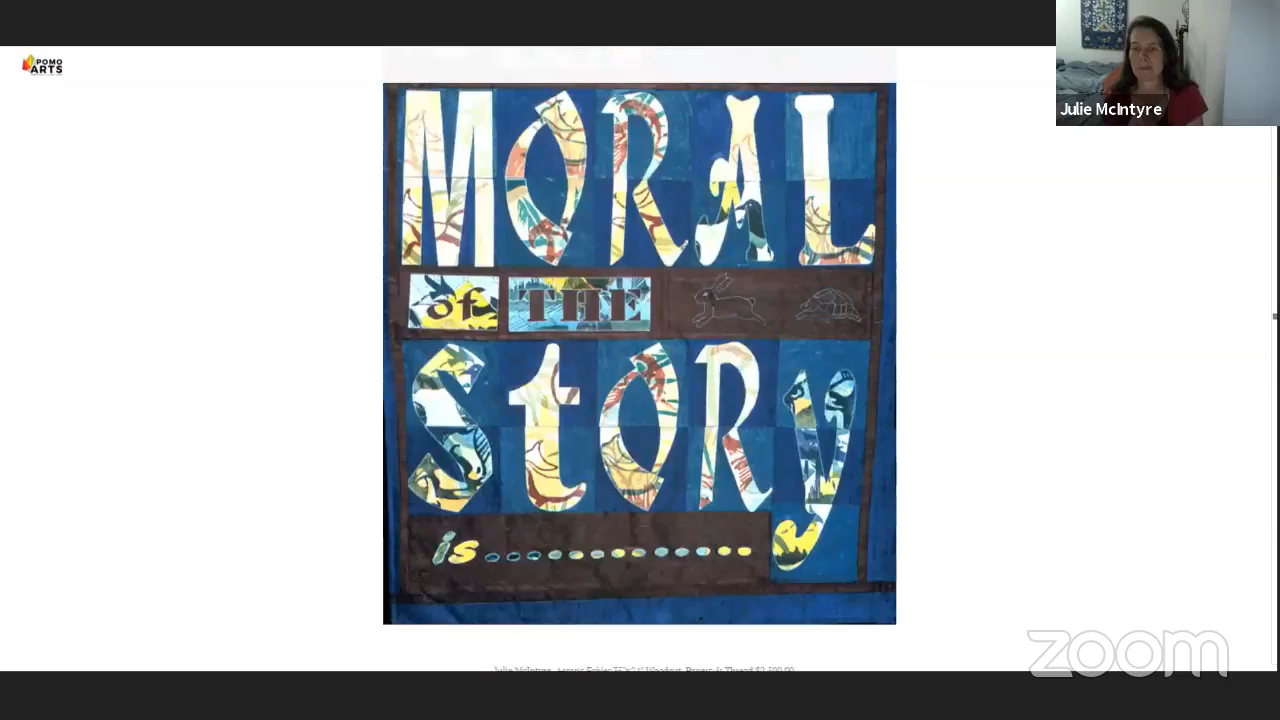 POMO
ARTS
Julie McIntyre
MORAL
of THE
StORy
is
zoom